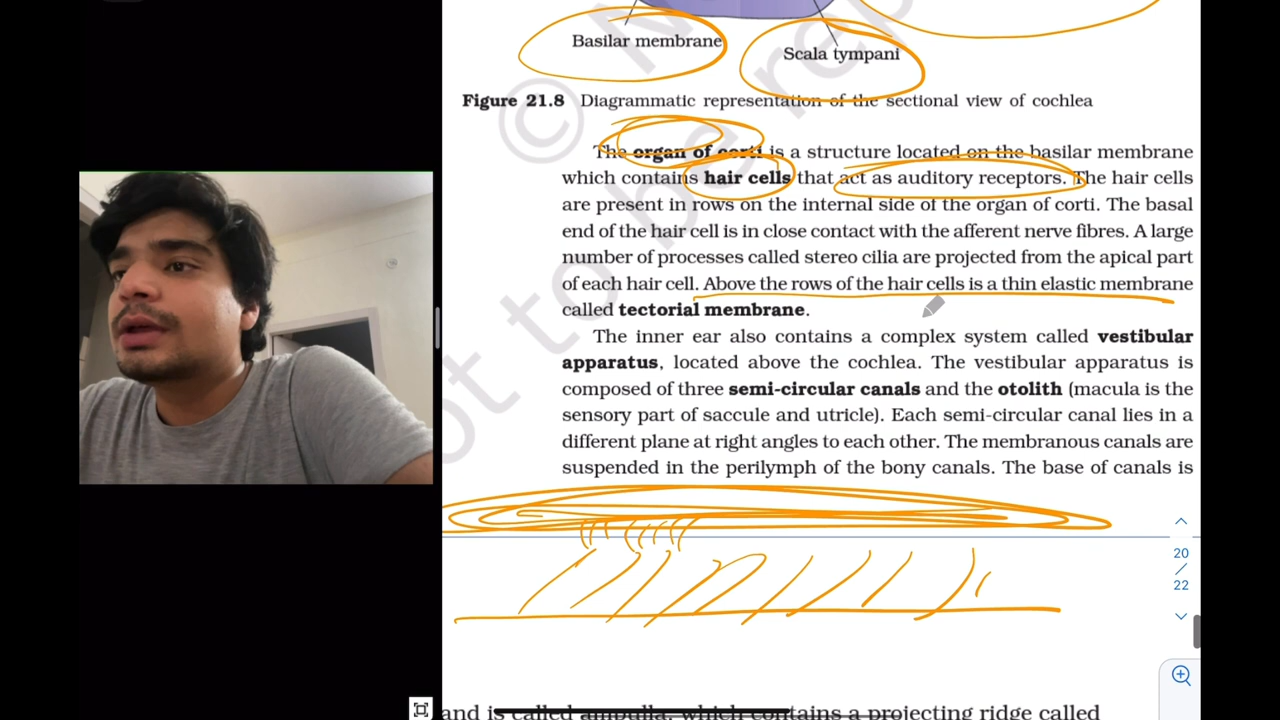 Basilar membrane
Scala tympani
Figure 21.8 Diagrammatic representation of the sectional view of cochlea
The organ of corti is a structure located on the basilar membrane
which contains hair cells that act as auditory receptors. The hair cells
are present in rows on the internal side of the organ of corti. The basal
end of the hair cell is in close contact with the afferent nerve fibres. A large
number of processes called stereo cilia are projected from the apical part
of each hair cell. Above the rows of the hair cells is a thin elastic membrane
called tectorial membrane.
The inner ear also contains a complex system called vestibular
apparatus, located above the cochlea. The vestibular apparatus is
composed of three semi-circular canals and the otolith (macula is the
sensory part of saccule and utricle). Each semi-circular canal lies in a
different plane at right angles to each other. The membranous canals are
suspended in the perilymph of the bony canals. The base of canals is
20
/
22
and is called ampulla, which contains a projecting ridge called
© N
not to be rep